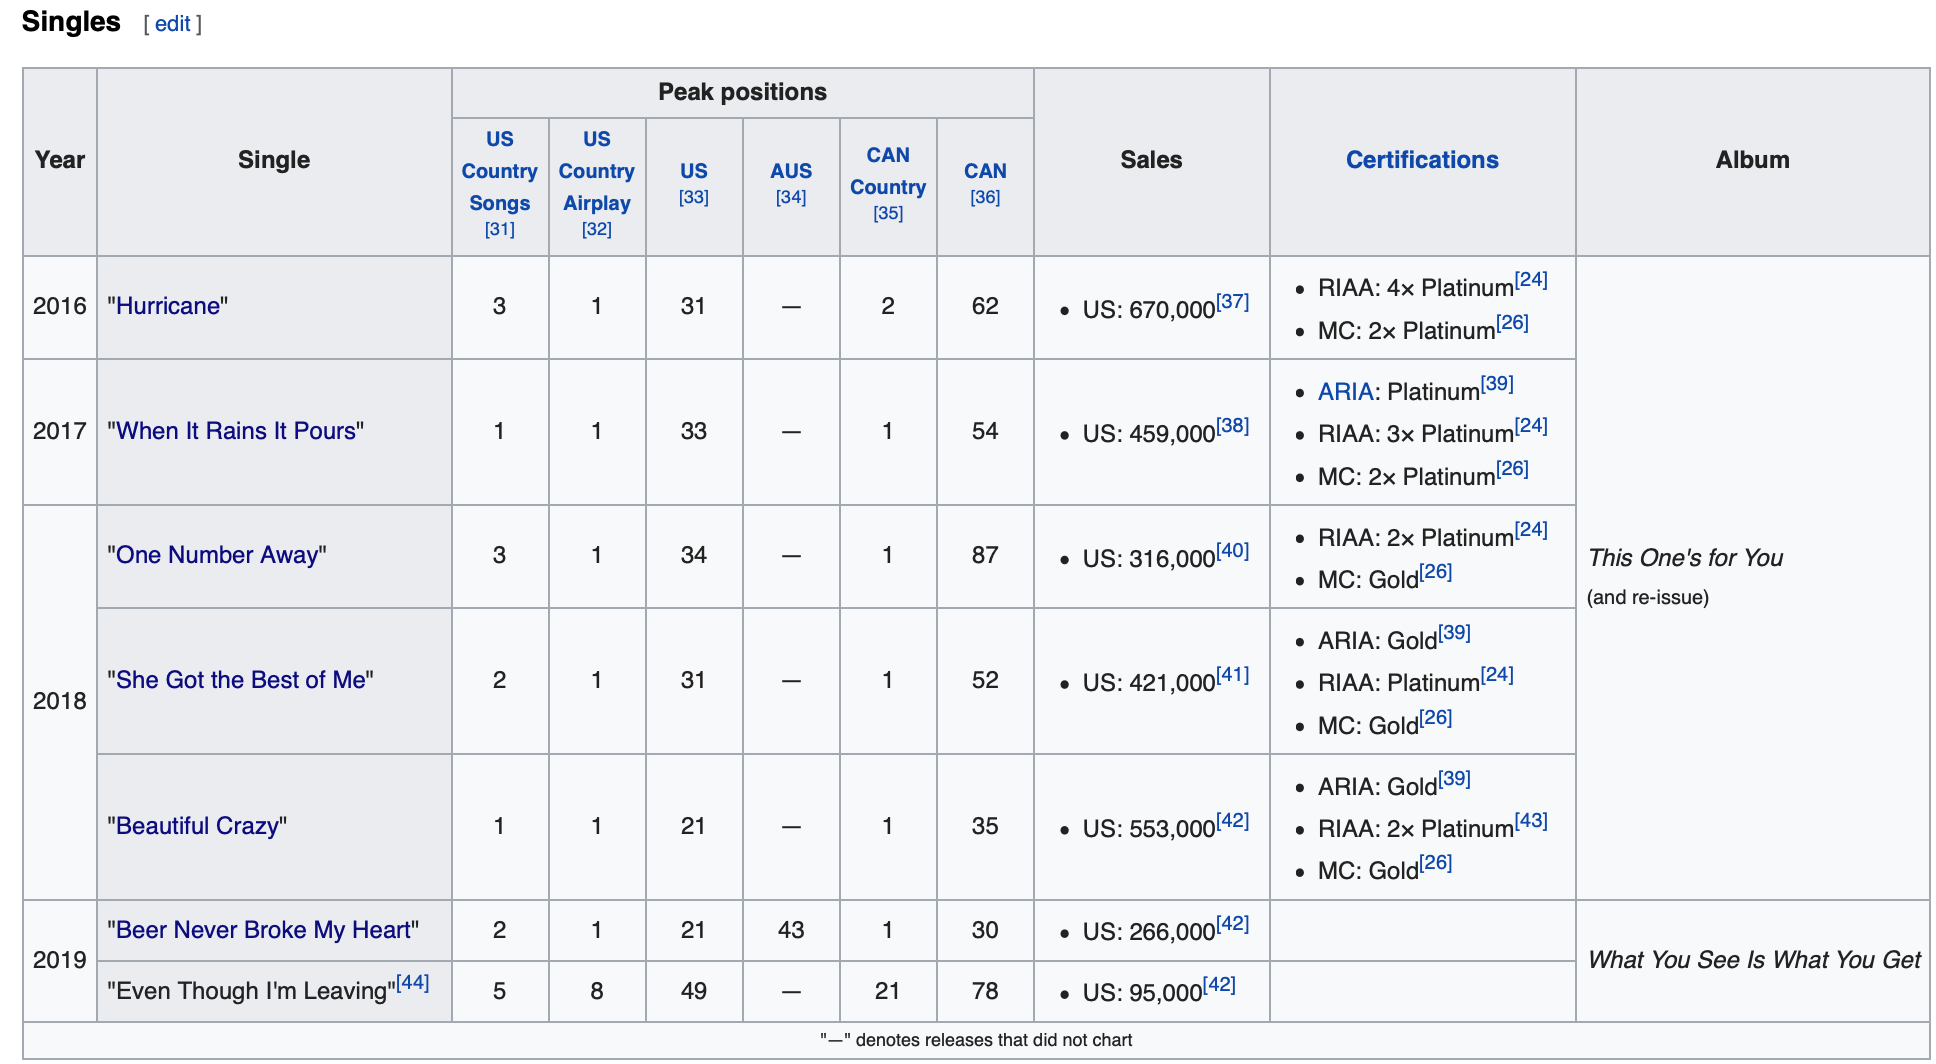 Singles [ edit ]
Year
Single
Peak positions
Sales
Certifications
Album
US
Country
Songs
[31]
US
Country
Airplay
[32]
US
[33]
AUS
[34]
CAN
Country
[35]
CAN
[36]
2016
"Hurricane"
3
1
31
—
2
62
• US: 670,000[37]
• RIAA: 4× Platinum[24]
• MC: 2× Platinum[26]
This One's for You
(and re-issue)
2017
"When It Rains It Pours"
1
1
33
—
1
54
• US: 459,000[38]
• ARIA: Platinum[39]
• RIAA: 3× Platinum[24]
• MC: 2× Platinum[26]
2018
"One Number Away"
3
1
34
—
1
87
• US: 316,000[40]
• RIAA: 2× Platinum[24]
• MC: Gold[26]
"She Got the Best of Me"
2
1
31
—
1
52
• US: 421,000[41]
• ARIA: Gold[39]
• RIAA: Platinum[24]
• MC: Gold[26]
"Beautiful Crazy"
1
1
21
—
1
35
• US: 553,000[42]
• ARIA: Gold[39]
• RIAA: 2× Platinum[43]
• MC: Gold[26]
2019
"Beer Never Broke My Heart"
2
1
21
43
1
30
• US: 266,000[42]
What You See Is What You Get
"Even Though I'm Leaving"[44]
5
8
49
—
21
78
• US: 95,000[42]
"—" denotes releases that did not chart